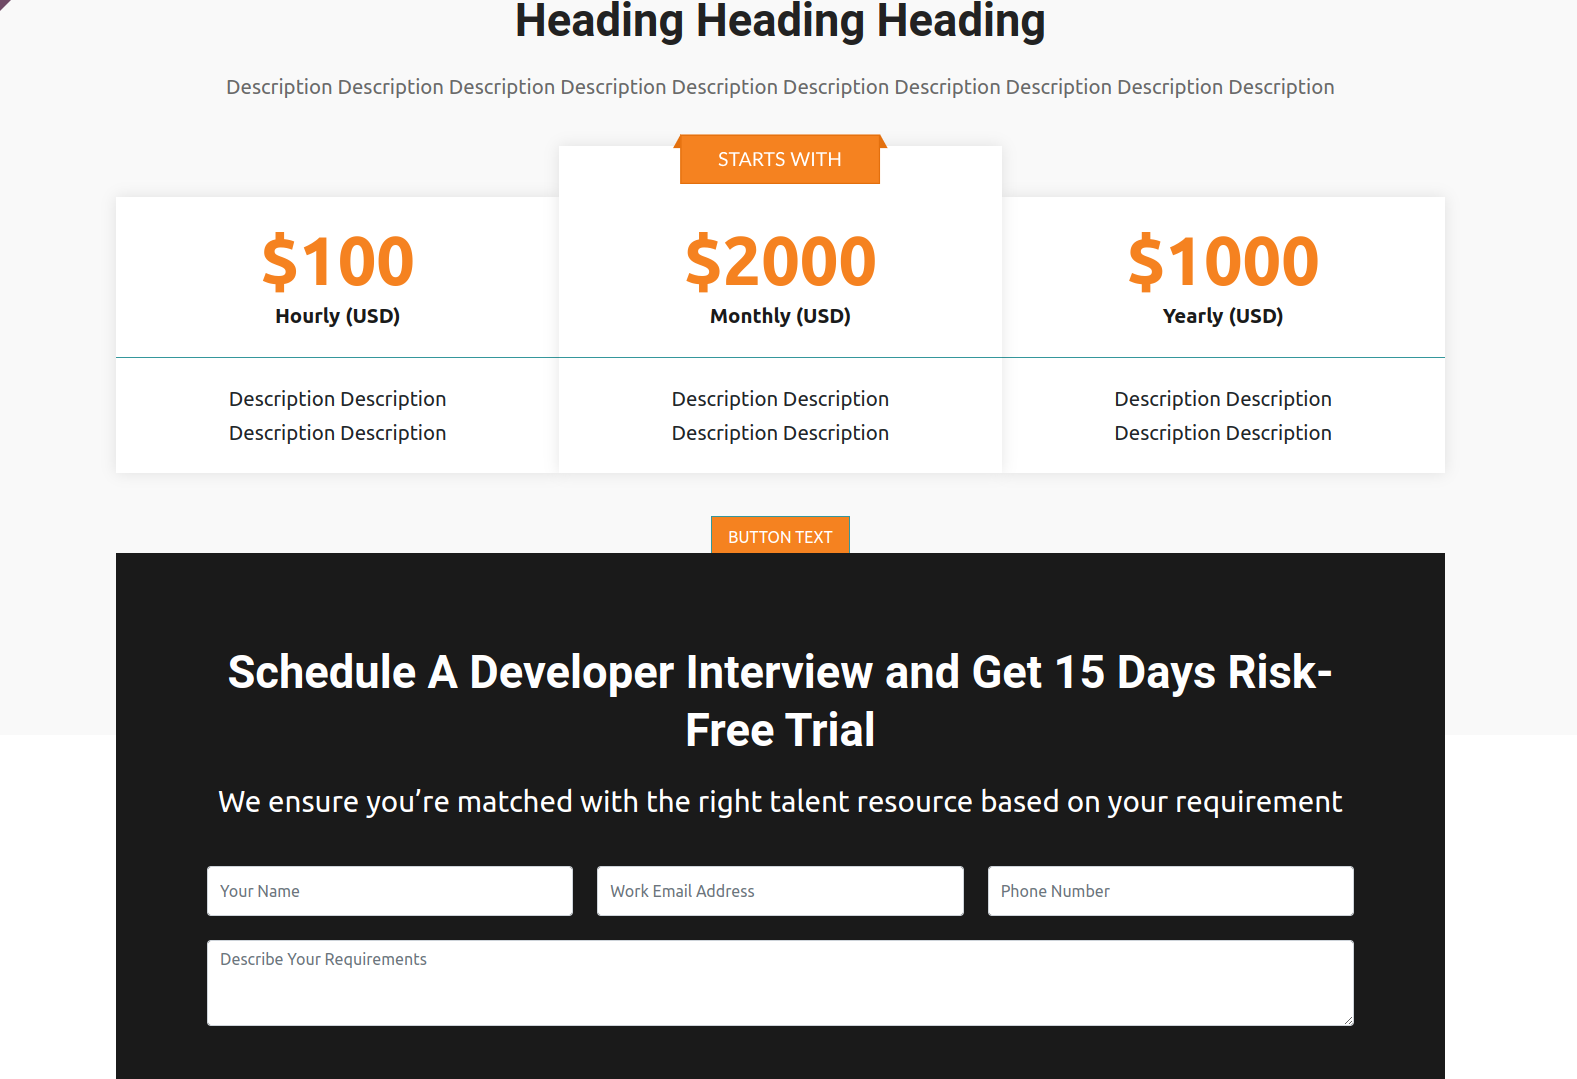 Heading Heading Heading
Description Description Description Description Description Description Description Description Description Description
STARTS WITH
$100
Hourly (USD)
Description Description
Description Description
$2000
Monthly (USD)
Description Description
Description Description
$1000
Yearly (USD)
Description Description
Description Description
BUTTON TEXT
Schedule A Developer Interview and Get 15 Days Risk-
Free Trial
We ensure you’re matched with the right talent resource based on your requirement
Your Name
Work Email Address
Phone Number
Describe Your Requirements